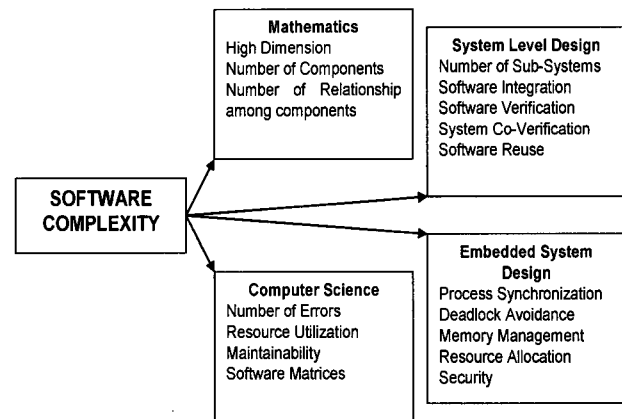 Mathematics
High Dimension
Number of Components
Number of Relationship
among components
System Level Design
Number of Sub-Systems
Software Integration
Software Verification
System Co-Verification
Software Reuse
SOFTWARE
COMPLEXITY
Computer Science
Number of Errors
Resource Utilization
Maintainability
Software Matrices
Embedded System
Design
Process Synchronization
Deadlock Avoidance
Memory Management
Resource Allocation
Security